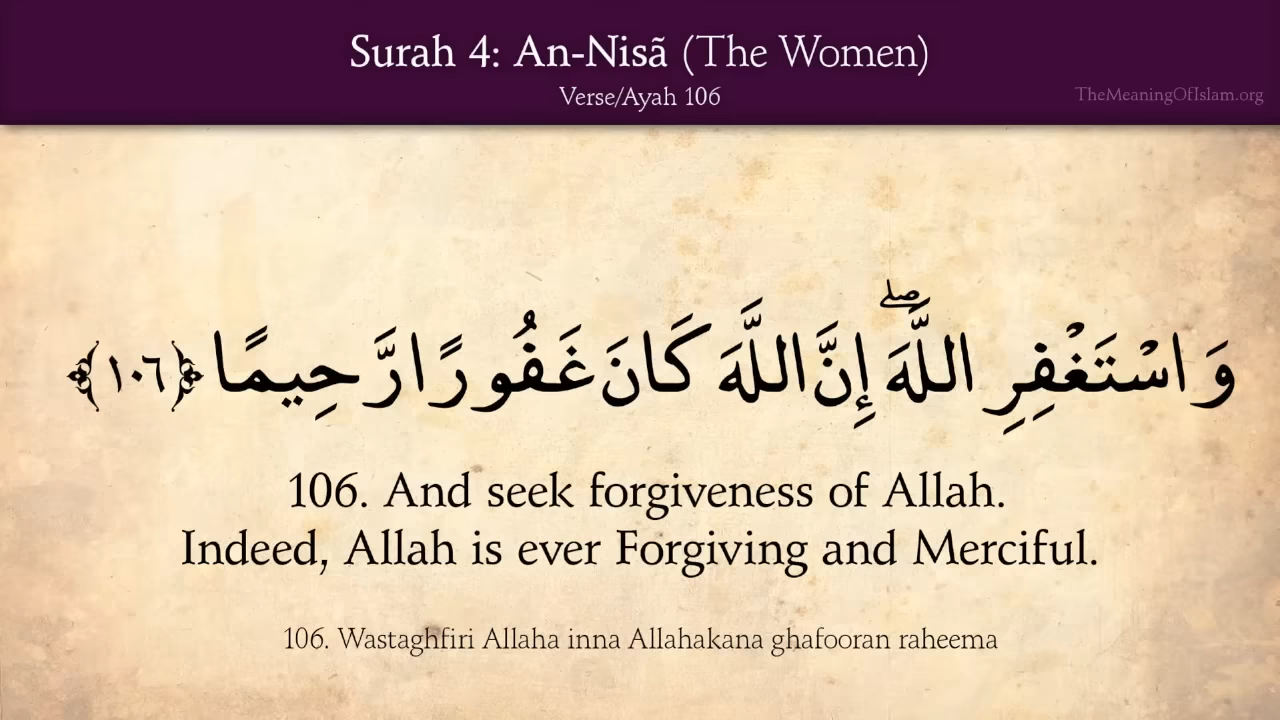 Surah 4: An-Nisã (The Women)
Verse/Ayah 106
TheMeaningOfIslam.org
وَاسْتَغْفِرِ اللَّهَ ۖ إِنَّ اللَّهَ كَانَ غَفُورًا رَّحِيمًا ﴿١٠٦﴾
106. And seek forgiveness of Allah.
Indeed, Allah is ever Forgiving and Merciful.
106. Wastaghfiri Allaha inna Allahakana ghafooran raheema